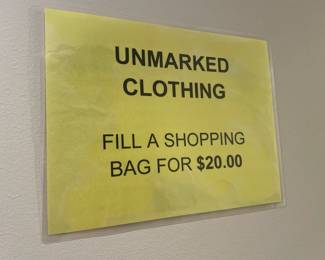 UNMARKED
CLOTHING
FILL A SHOPPING
BAG FOR $20.00